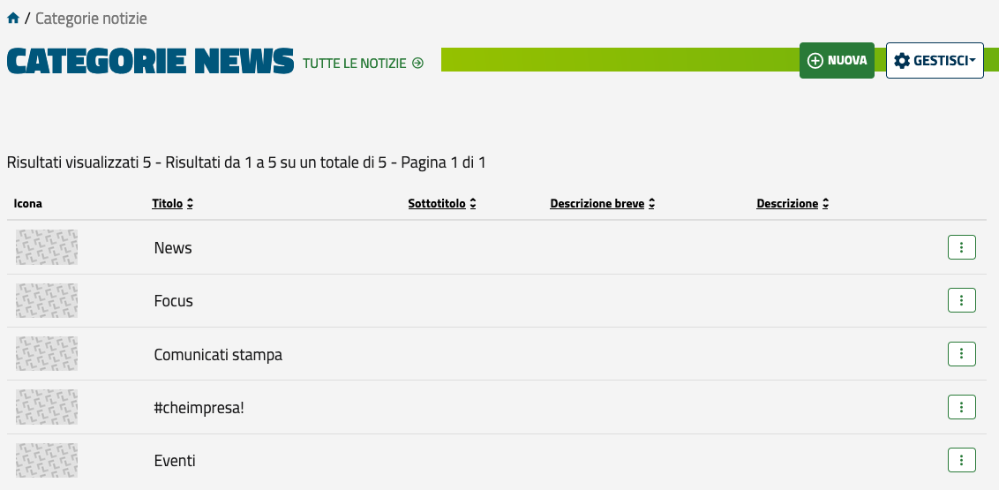 / Categorie notizie
CATEGORIE NEWS TUTTE LE NOTIZIE NUOVA GESTISCI
Risultati visualizzati 5 - Risultati da 1 a 5 su un totale di 5 - Pagina 1 di 1
Icona Titolo Sottotitolo Descrizione breve Descrizione
News
Focus
Comunicati stampa
#cheimpresa!
Eventi